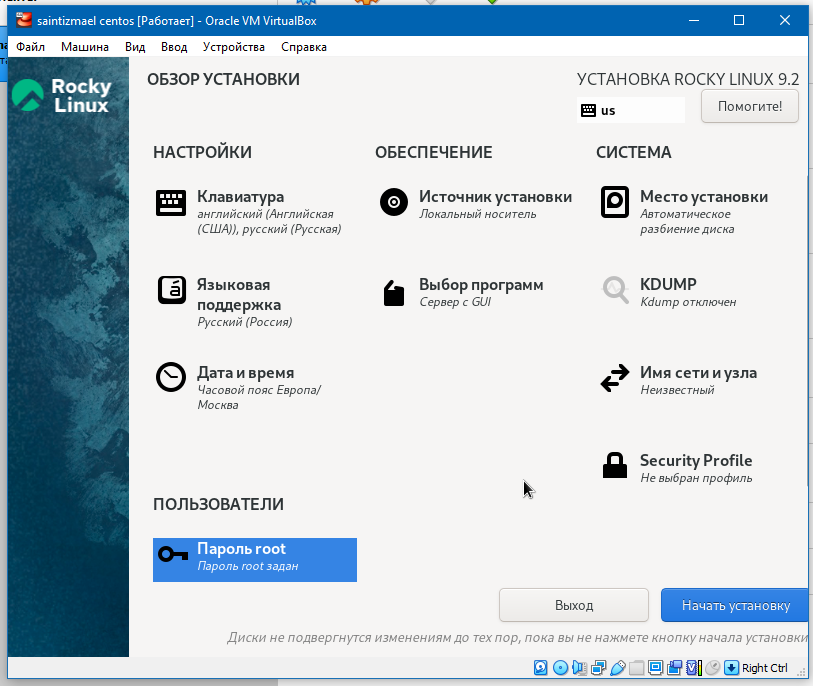 saintizmael centos [Работает] - Oracle VM VirtualBox
Файл Машина Вид Ввод Устройства Справка
Rocky
Linux
ОБЗОР УСТАНОВКИ
УСТАНОВКА ROCKY LINUX 9.2
us
Помогите!
НАСТРОЙКИ
Клавиатура
английский (Английская
(США)), русский (Русская)
Языковая
поддержка
Русский (Россия)
Дата и время
Часовой пояс Европа/
Москва
ОБЕСПЕЧЕНИЕ
Источник установки
Локальный носитель
Выбор программ
Сервер с GUI
СИСТЕМА
Место установки
Автоматическое
разбиение диска
KDUMP
Kdump отключен
Имя сети и узла
Неизвестный
Security Profile
Не выбран профиль
ПОЛЬЗОВАТЕЛИ
Пароль root
Пароль root задан
Выход
Начать установку
Диски не подвергнутся изменениям до тех пор, пока вы не нажмете кнопку начала установки
Right Ctrl